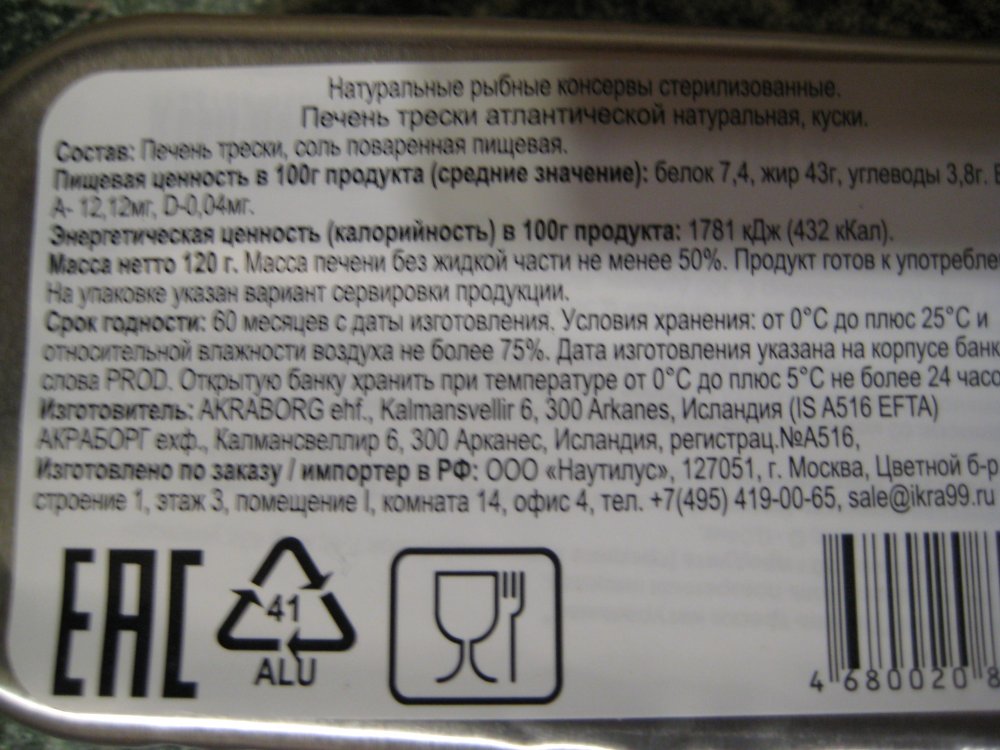 Натуральные рыбные консервы стерилизованные.
Печень трески атлантической натуральная, куски.
Состав: Печень трески, соль поваренная пищевая.
Пищевая ценность в 100г продукта (средние значение): белок 7,4, жир 43г, углеводы 3,8г.
А- 12,12мг, D-0,04мг.
Энергетическая ценность (калорийность) в 100г продукта: 1781 кДж (432 кКал).
Масса нетто 120 г. Масса печени без жидкой части не менее 50%. Продукт готов к употребле
На упаковке указан вариант сервировки продукции.
Срок годности: 60 месяцев с даты изготовления. Условия хранения: от 0°С до плюс 25°С и
относительной влажности воздуха не более 75%. Дата изготовления указана на корпусе банк
слова PROD. Открытую банку хранить при температуре от 0°С до плюс 5°С не более 24 часо
Изготовитель: AKRABORG ehf., Kalmansvellir 6, 300 Arkanes, Исландия (IS A516 EFTA)
АКРАБОРГ ехф., Калмансвеллир 6, 300 Арканес, Исландия, регистрац.№А516,
Изготовлено по заказу / импортер в РФ: ООО «Наутилус», 127051, г. Москва, Цветной б-р
строение 1, этаж 3, помещение I, комната 14, офис 4, тел. +7(495) 419-00-65, sale@ikra99.ru
EAC
41
ALU
4 680020 8